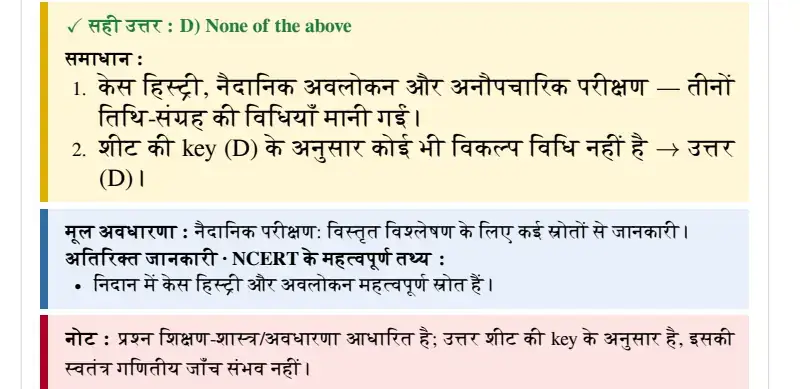 ✓ सही उत्तर : D) None of the above
समाधान :
1. केस हिस्ट्री, नैदानिक अवलोकन और अनौपचारिक परीक्षण — तीनों
तिथि-संग्रह की विधियाँ मानी गईं।
2. शीट की key (D) के अनुसार कोई भी विकल्प विधि नहीं है → उत्तर
(D)।
मूल अवधारणा : नैदानिक परीक्षण: विस्तृत विश्लेषण के लिए कई स्रोतों से जानकारी।
अतिरिक्त जानकारी · NCERT के महत्वपूर्ण तथ्य :
• निदान में केस हिस्ट्री और अवलोकन महत्वपूर्ण स्रोत हैं।
नोट : प्रश्न शिक्षण-शास्त्र/अवधारणा आधारित है; उत्तर शीट की key के अनुसार है, इसकी
स्वतंत्र गणितीय जाँच संभव नहीं।